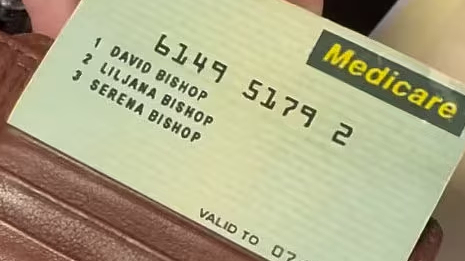 Medicare
6149 5179 2
1 DAVID BISHOP
2 LILJANA BISHOP
3 SERENA BISHOP
VALID TO 07